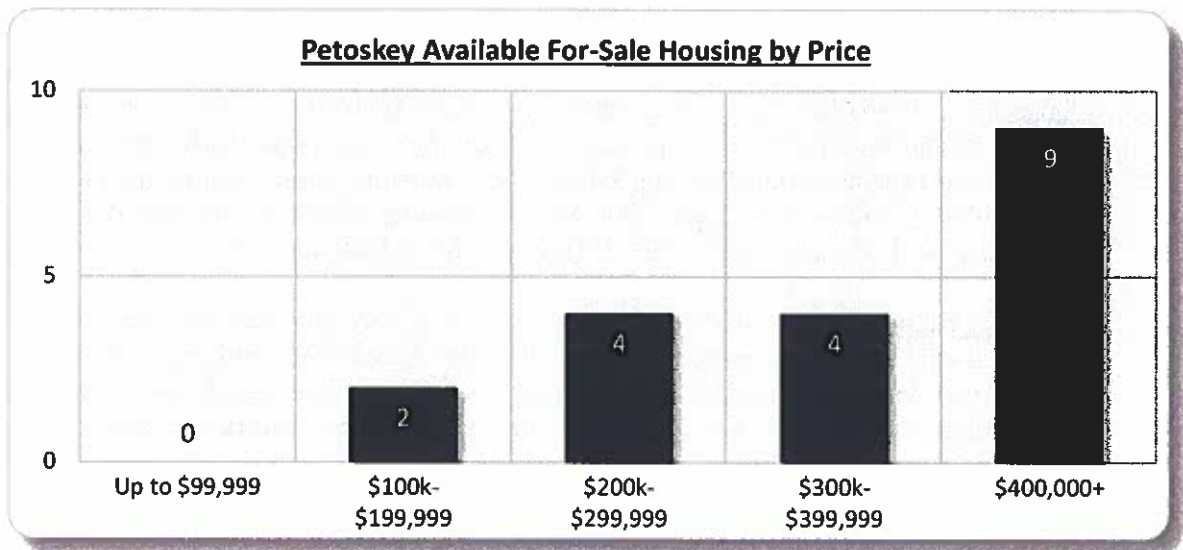 Petoskey Available For-Sale Housing by Price
10
5
0
0
2
4
4
9
Up to $99,999
$100k-
$199,999
$200k-
$299,999
$300k-
$399,999
$400,000+